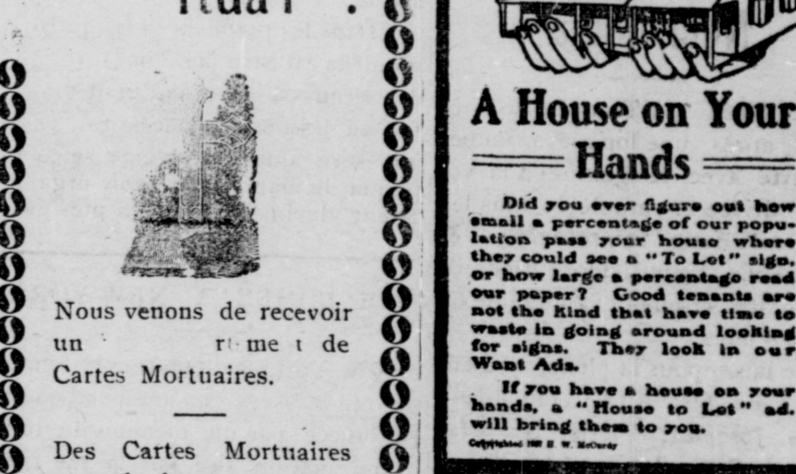 Nous venons de recevoir
un de
Cartes Mortuaires.
Des Cartes Mortuaires
A House on Your
Hands
Did you ever figure out how
small a percentage of our popu-
lation pass your house where
they could see a "To Let" sign,
or how large a percentage read
our paper? Good tenants are
not the kind that have time to
waste in going around looking
for signs. They look in our
Want Ads.
If you have a house on your
hands, a "House to Let" ad.
will bring them to you.
Copyrighted 1907 H. W. McCurdy